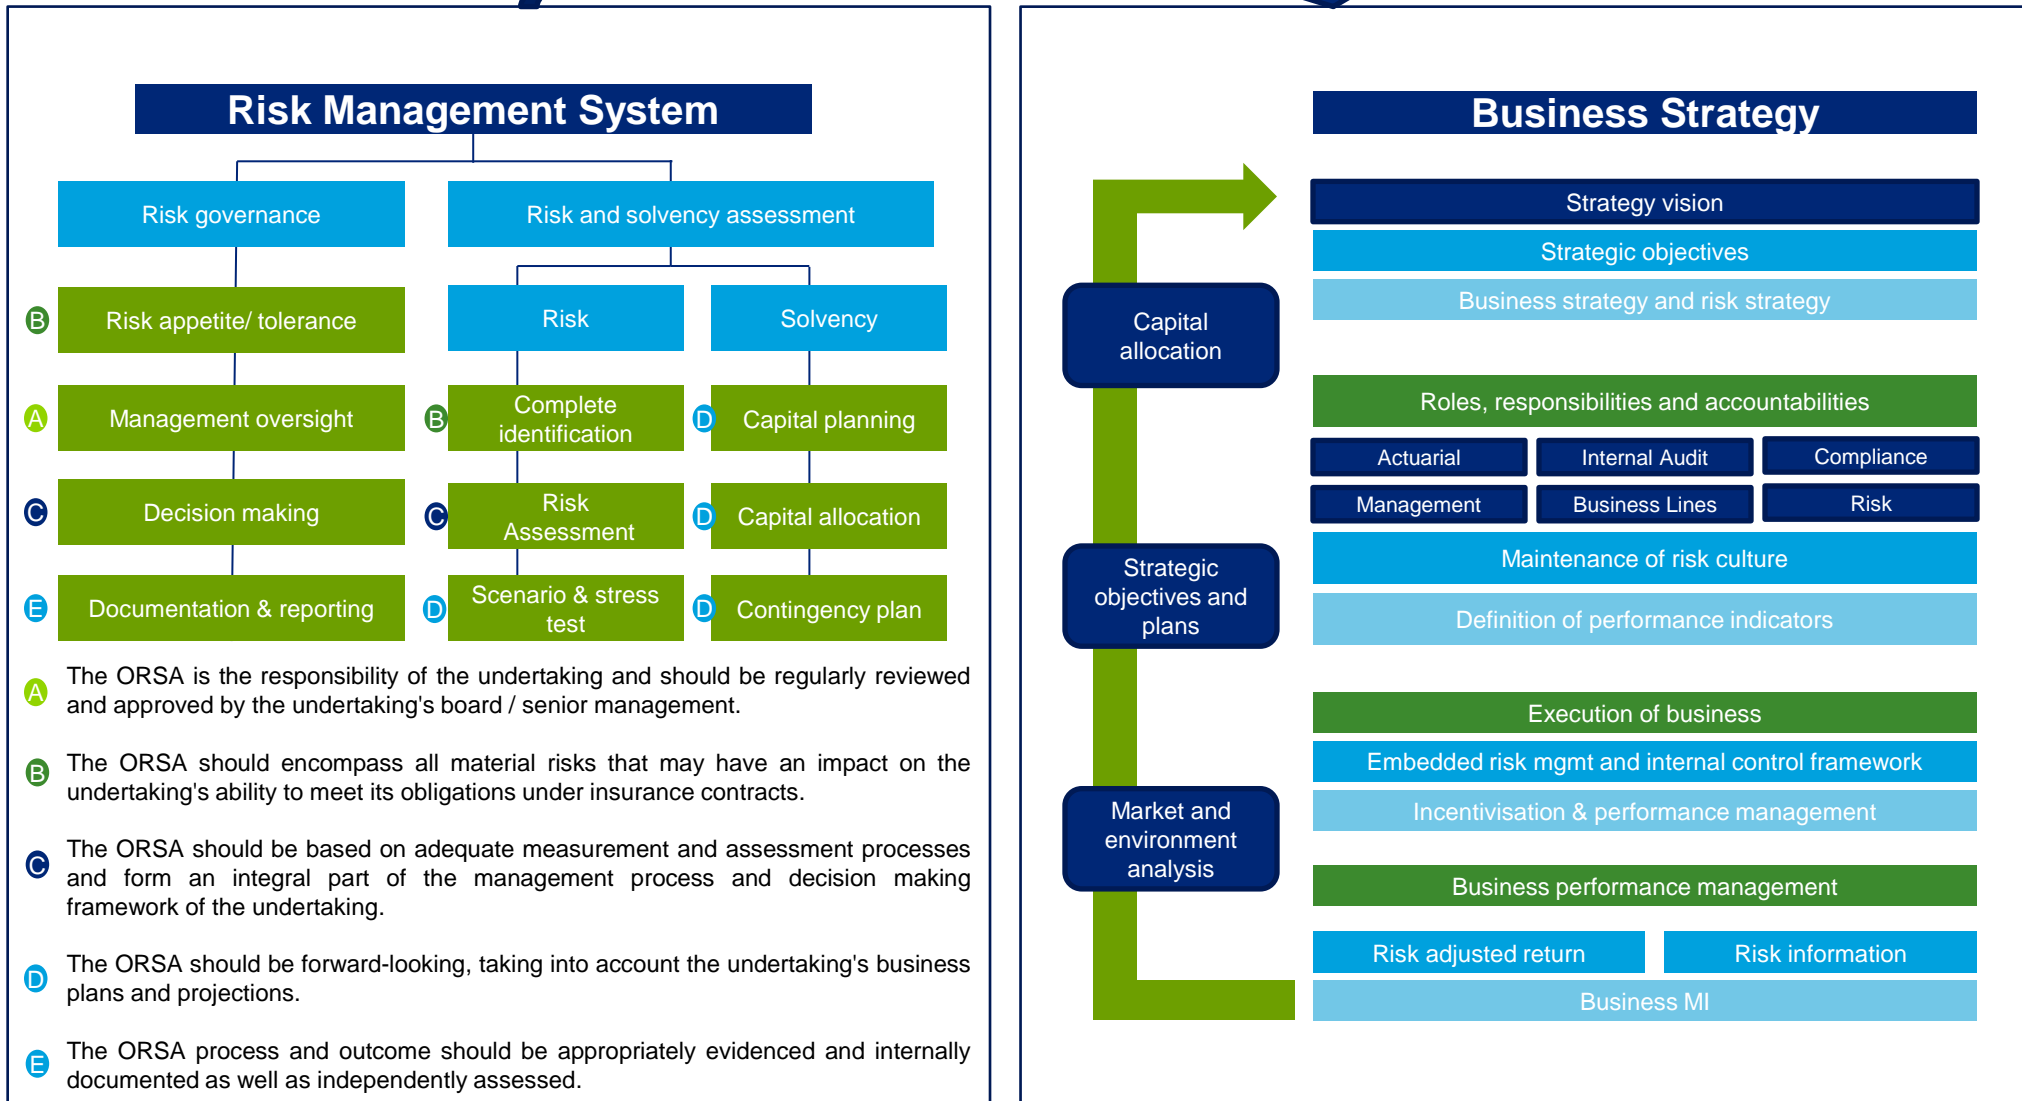 Risk Management System
Risk governance
Risk and solvency assessment
B
Risk appetite/ tolerance
Risk
Solvency
A
Management oversight
B
Complete
identification
D
Capital planning
C
Decision making
C
Risk
Assessment
D
Capital allocation
E
Documentation & reporting
D
Scenario & stress
test
D
Contingency plan
A
The ORSA is the responsibility of the undertaking and should be regularly reviewed
and approved by the undertaking's board / senior management.
B
The ORSA should encompass all material risks that may have an impact on the
undertaking's ability to meet its obligations under insurance contracts.
C
The ORSA should be based on adequate measurement and assessment processes
and form an integral part of the management process and decision making
framework of the undertaking.
D
The ORSA should be forward-looking, taking into account the undertaking's business
plans and projections.
E
The ORSA process and outcome should be appropriately evidenced and internally
documented as well as independently assessed.
Business Strategy
Capital
allocation
Strategic
objectives and
plans
Market and
environment
analysis
Strategy vision
Strategic objectives
Business strategy and risk strategy
Roles, responsibilities and accountabilities
Actuarial
Internal Audit
Compliance
Management
Business Lines
Risk
Maintenance of risk culture
Definition of performance indicators
Execution of business
Embedded risk mgmt and internal control framework
Incentivisation & performance management
Business performance management
Risk adjusted return
Risk information
Business MI